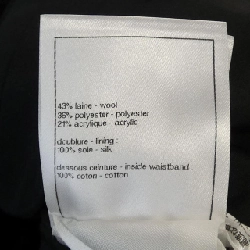 43% laine - wool
36% polyester - polyester
21% acrylique - acrylic
doublure - lining :
100% soie - silk
dessous ceinture - inside waistband
100% coton - cotton